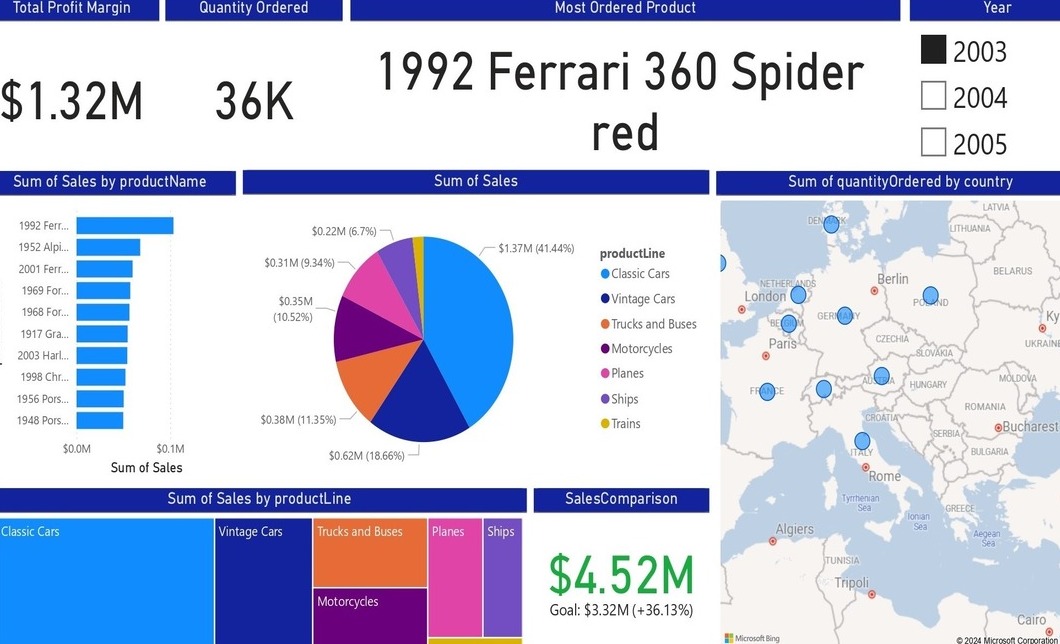 Total Profit Margin
Quantity Ordered
Most Ordered Product
Year
$1.32M
36K
1992 Ferrari 360 Spider
red
2003
2004
2005
Sum of Sales by productName
1992 Ferr...
1952 Alpi...
2001 Ferr...
1969 For...
1968 For...
1917 Gra...
2003 Harl...
1998 Chr...
1956 Pors...
1948 Pors...
$0.0M
$0.1M
Sum of Sales
Sum of Sales
$0.22M (6.7%)
$0.31M (9.34%)
$0.35M
(10.52%)
$0.38M (11.35%)
$0.62M (18.66%)
$1.37M (41.44%)
productLine
Classic Cars
Vintage Cars
Trucks and Buses
Motorcycles
Planes
Ships
Trains
Sum of quantityOrdered by country
LATVIA
DENMARK
LITHUANIA
BELARUS
NETHERLANDS
Berlin
London
POLAND
GERMANY
BELGIUM
Ky
UKRAINE
Paris
CZECHIA
SLOVAKIA
MOLDOVA
FRANCE
AUSTRIA
HUNGARY
ROMANIA
CROATIA
Bucharest
SERBIA
BULGARIA
ITALY
Rome
Tyrrhenian
Sea
GREECE
Ionian
Sea
Aegean
Sea
Algiers
TUNISIA
Tripoli
Cairo
Microsoft Bing
© 2024 Microsoft Corporation
Sum of Sales by productLine
Classic Cars
Vintage Cars
Trucks and Buses
Motorcycles
Planes
Ships
SalesComparison
$4.52M
Goal: $3.32M (+36.13%)